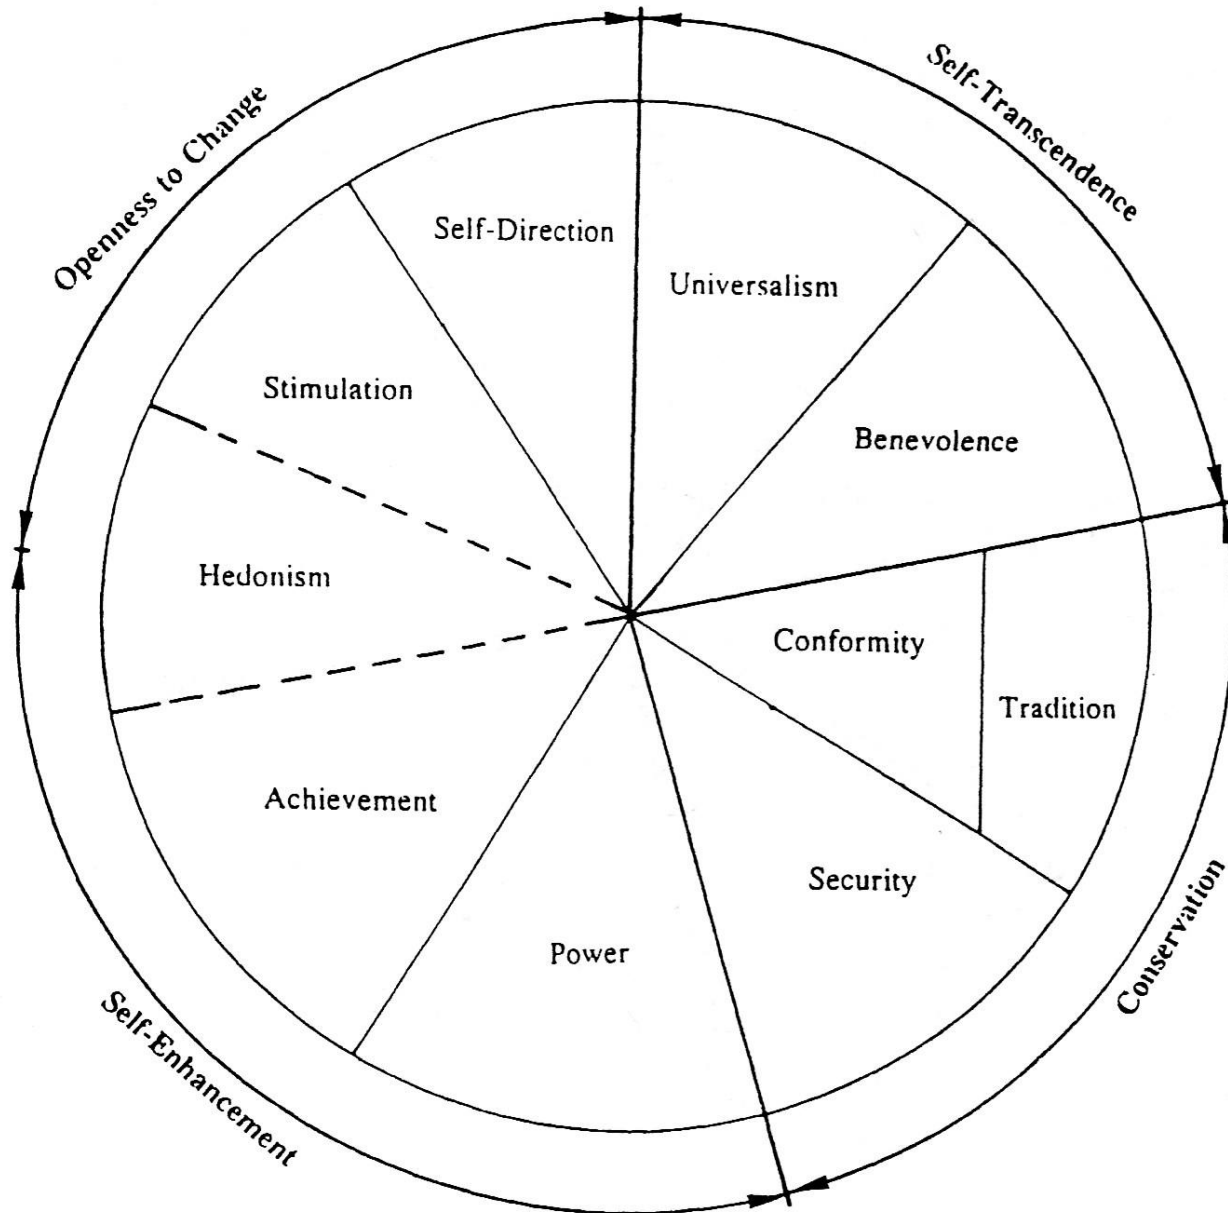 Openness to Change
Self-Transcendence
Self-Direction
Universalism
Stimulation
Benevolence
Hedonism
Conformity
Tradition
Achievement
Security
Power
Conservation
Self-Enhancement